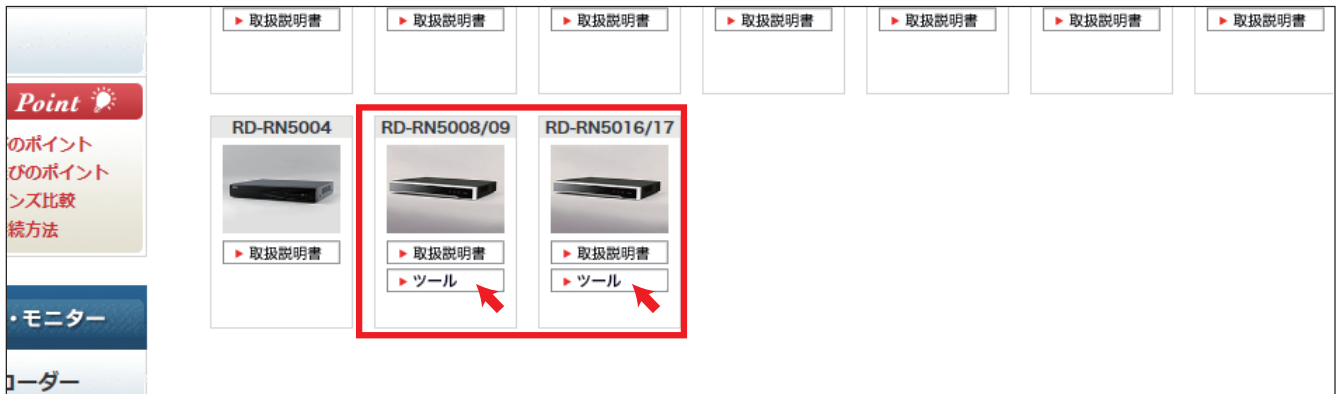 取扱説明書
取扱説明書
取扱説明書
取扱説明書
取扱説明書
取扱説明書
取扱説明書
Point
のポイント
びのポイント
ンズ比較
続方法
・モニター
コーダー
RD-RN5004
取扱説明書
RD-RN5008/09
取扱説明書
ツール
RD-RN5016/17
取扱説明書
ツール